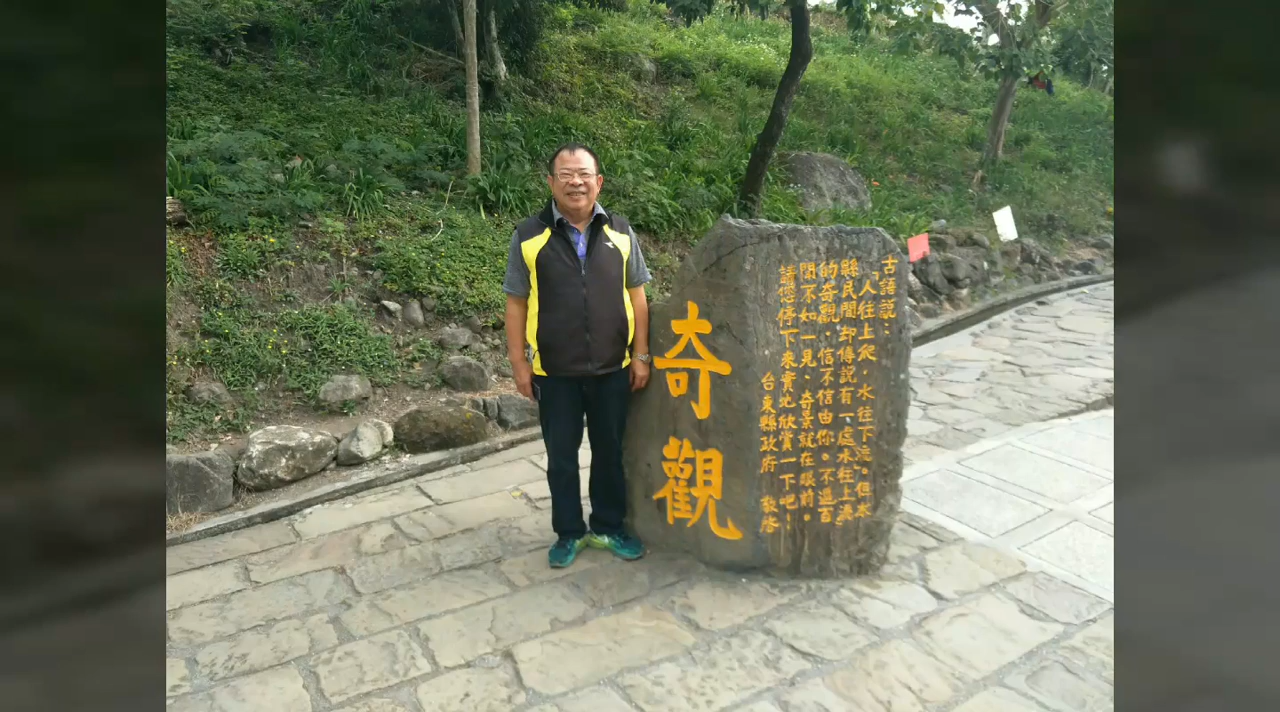 奇觀
古語說：
「人往上爬，水往下流。」但本
縣民間却傳說有一處水往上流
的奇觀，信不信由你。不過百
聞不如一見，奇景就在眼前。
請您停下來實地欣賞一下吧！
台東縣政府 敬啓